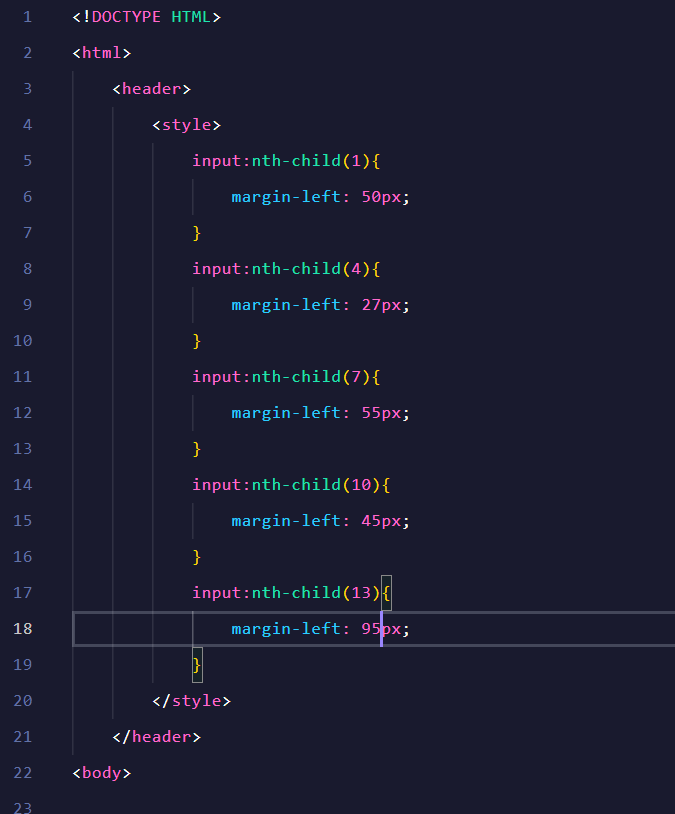 1 <!DOCTYPE HTML>
2 <html>
3 <header>
4 <style>
5 input:nth-child(1){
6 margin-left: 50px;
7 }
8 input:nth-child(4){
9 margin-left: 27px;
10 }
11 input:nth-child(7){
12 margin-left: 55px;
13 }
14 input:nth-child(10){
15 margin-left: 45px;
16 }
17 input:nth-child(13){
18 margin-left: 95px;
19 }
20 </style>
21 </header>
22 <body>
23